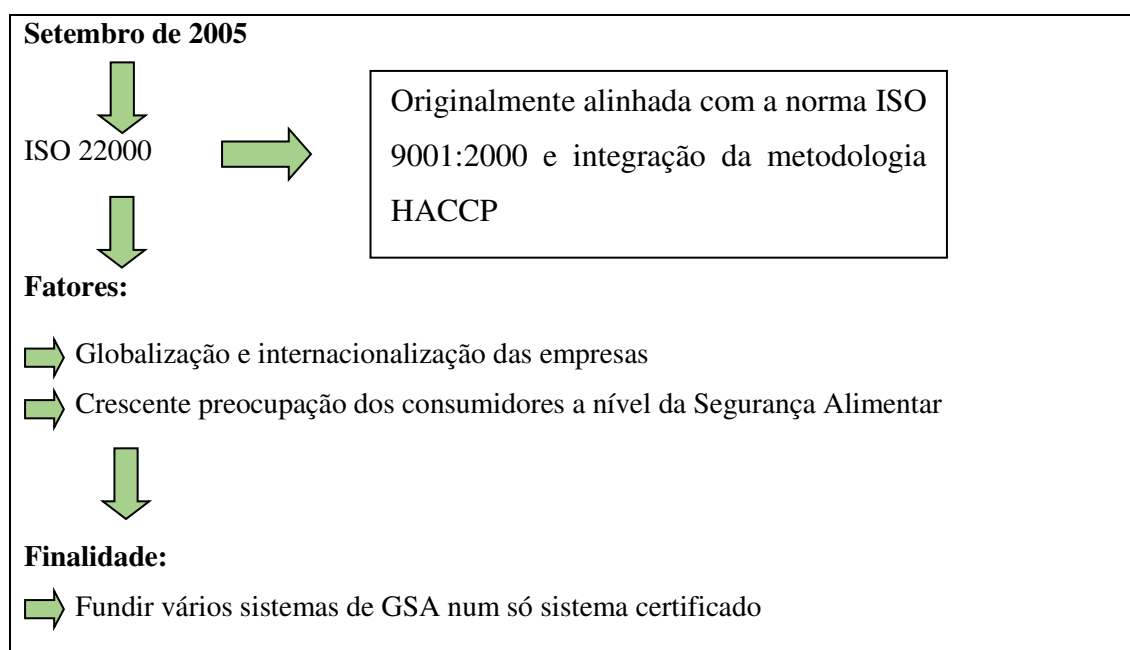 Setembro de 2005
ISO 22000
Originalmente alinhada com a norma ISO
9001:2000 e integração da metodologia
HACCP
Fatores:
Globalização e internacionalização das empresas
Crescente preocupação dos consumidores a nível da Segurança Alimentar
Finalidade:
Fundir vários sistemas de GSA num só sistema certificado